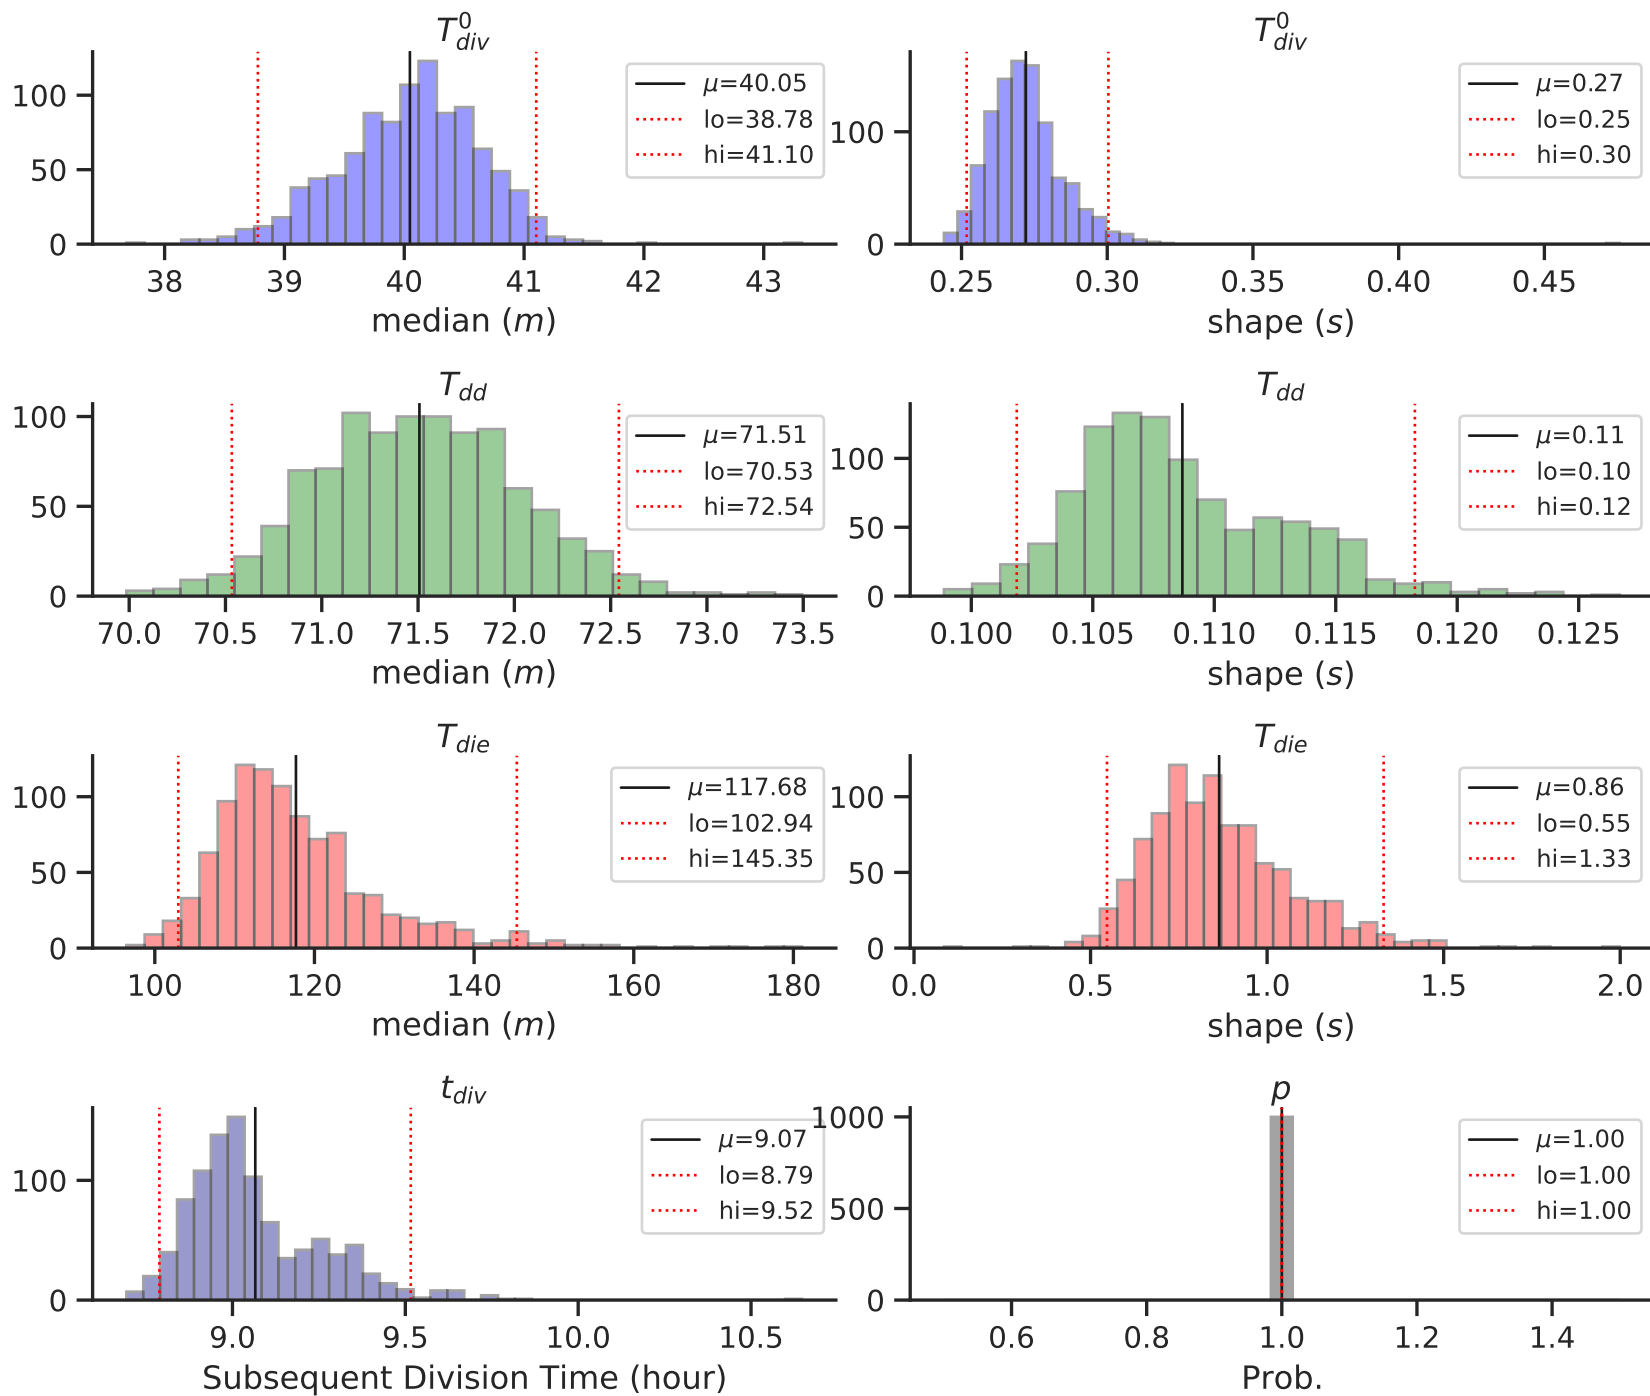 T⁰div
T⁰div
100
50
0
μ=40.05
lo=38.78
hi=41.10
38 39 40 41 42 43
median (m)
100
0
μ=0.27
lo=0.25
hi=0.30
0.25 0.30 0.35 0.40 0.45
shape (s)
Tdd
100
50
0
μ=71.51
lo=70.53
hi=72.54
70.0 70.5 71.0 71.5 72.0 72.5 73.0 73.5
median (m)
Tdd
100
50
0
μ=0.11
lo=0.10
hi=0.12
0.100 0.105 0.110 0.115 0.120 0.125
shape (s)
Tdie
100
50
0
μ=117.68
lo=102.94
hi=145.35
100 120 140 160 180
median (m)
Tdie
100
50
0
μ=0.86
lo=0.55
hi=1.33
0.0 0.5 1.0 1.5 2.0
shape (s)
tdiv
100
0
μ=9.07
lo=8.79
hi=9.52
9.0 9.5 10.0 10.5
Subsequent Division Time (hour)
p
1000
500
0
μ=1.00
lo=1.00
hi=1.00
0.6 0.8 1.0 1.2 1.4
Prob.